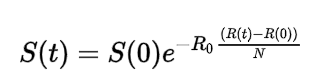 S(t) = S(0)e^{-R_0 \frac{(R(t)-R(0))}{N}}